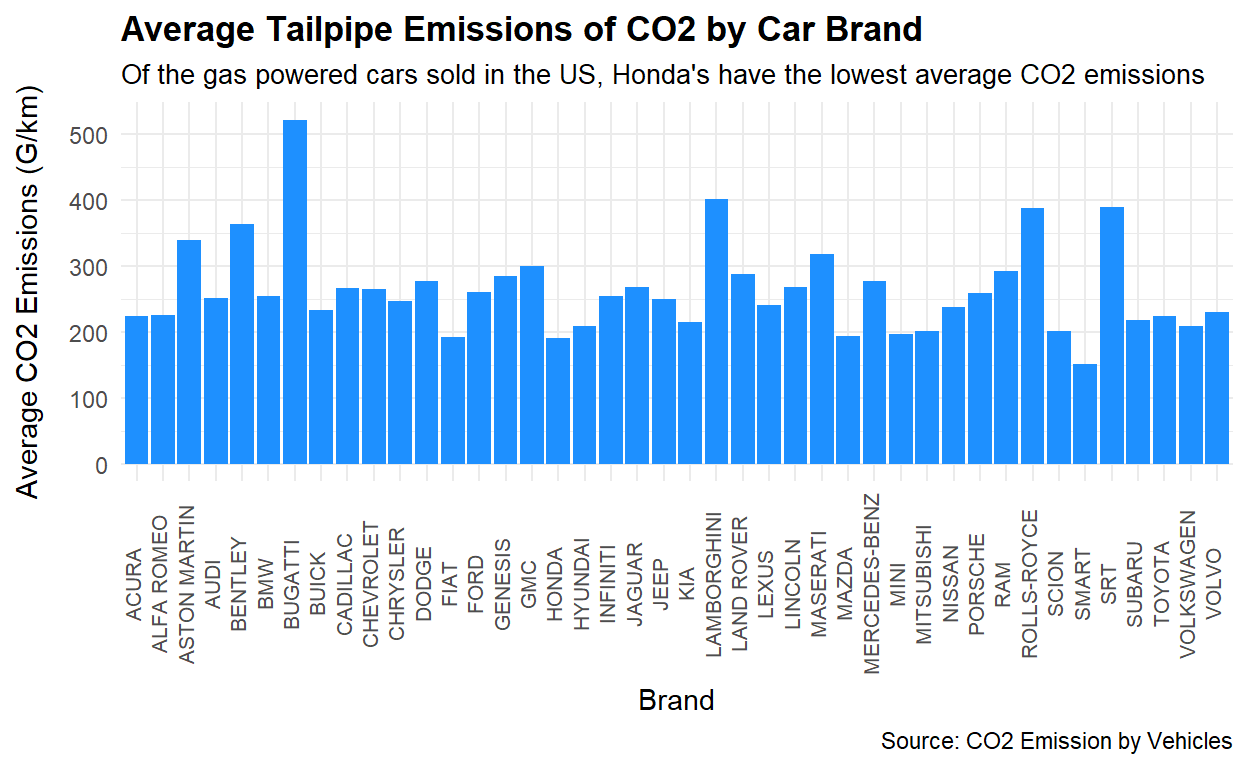 Average Tailpipe Emissions of CO2 by Car Brand
Of the gas powered cars sold in the US, Honda's have the lowest average CO2 emissions
Average CO2 Emissions (G/km)
500
400
300
200
100
0
ACURA
ALFA ROMEO
ASTON MARTIN
AUDI
BENTLEY
BMW
BUGATTI
BUICK
CADILLAC
CHEVROLET
CHRYSLER
DODGE
FIAT
FORD
GENESIS
GMC
HONDA
HYUNDAI
INFINITI
JAGUAR
JEEP
KIA
LAMBORGHINI
LAND ROVER
LEXUS
LINCOLN
MASERATI
MAZDA
MERCEDES-BENZ
MINI
MITSUBISHI
NISSAN
PORSCHE
RAM
ROLLS-ROYCE
SCION
SMART
SRT
SUBARU
TOYOTA
VOLKSWAGEN
VOLVO
Brand
Source: CO2 Emission by Vehicles